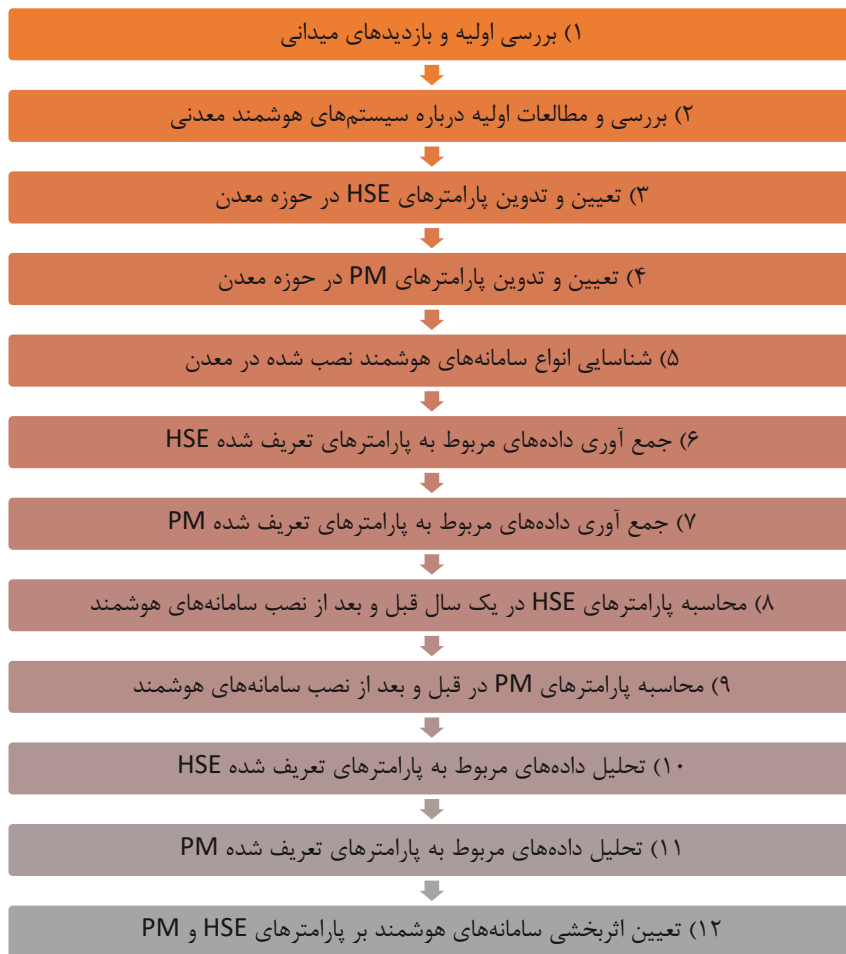 ۱) بررسی اولیه و بازدیدهای میدانی
۲) بررسی و مطالعات اولیه درباره سیستم‌های هوشمند معدنی
۳) تعیین و تدوین پارامترهای HSE در حوزه معدن
۴) تعیین و تدوین پارامترهای PM در حوزه معدن
۵) شناسایی انواع سامانه‌های هوشمند نصب شده در معدن
۶) جمع آوری داده‌های مربوط به پارامترهای تعریف شده HSE
۷) جمع آوری داده‌های مربوط به پارامترهای تعریف شده PM
۸) محاسبه پارامترهای HSE در یک سال قبل و بعد از نصب سامانه‌های هوشمند
۹) محاسبه پارامترهای PM در قبل و بعد از نصب سامانه‌های هوشمند
۱۰) تحلیل داده‌های مربوط به پارامترهای تعریف شده HSE
۱۱) تحلیل داده‌های مربوط به پارامترهای تعریف شده PM
۱۲) تعیین اثربخشی سامانه‌های هوشمند بر پارامترهای HSE و PM